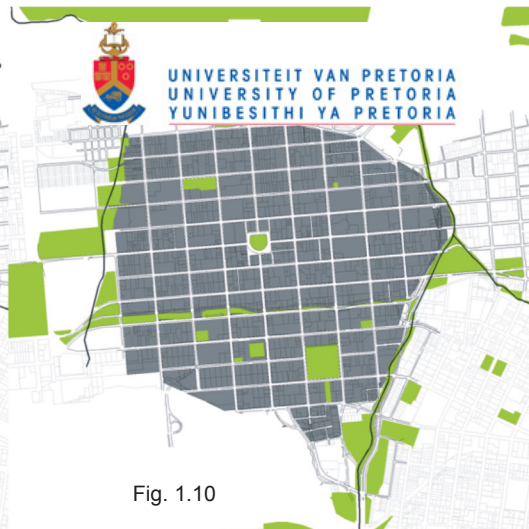 UNIVERSITEIT VAN PRETORIA
UNIVERSITY OF PRETORIA
YUNIBESITHI YA PRETORIA
Fig. 1.10